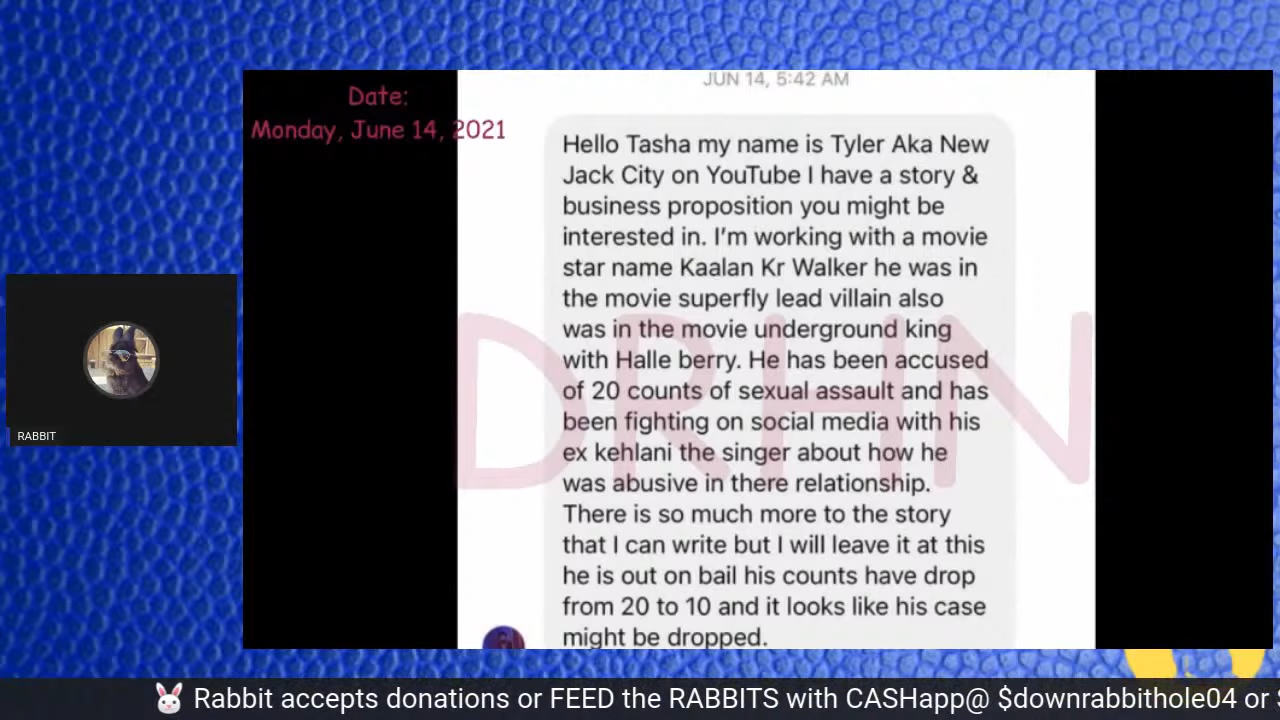 JUN 14, 5:42 AM
Date:
Monday, June 14, 2021
Hello Tasha my name is Tyler Aka New
Jack City on YouTube I have a story &
business proposition you might be
interested in. I'm working with a movie
star name Kaalan Kr Walker he was in
the movie superfly lead villain also
was in the movie underground king
with Halle berry. He has been accused
of 20 counts of sexual assault and has
been fighting on social media with his
ex kehlani the singer about how he
was abusive in there relationship.
There is so much more to the story
that I can write but I will leave it at this
he is out on bail his counts have drop
from 20 to 10 and it looks like his case
might be dropped.
DRHN
RABBIT
Rabbit accepts donations or FEED the RABBITS with CASHapp@ $downrabbithole04 or $